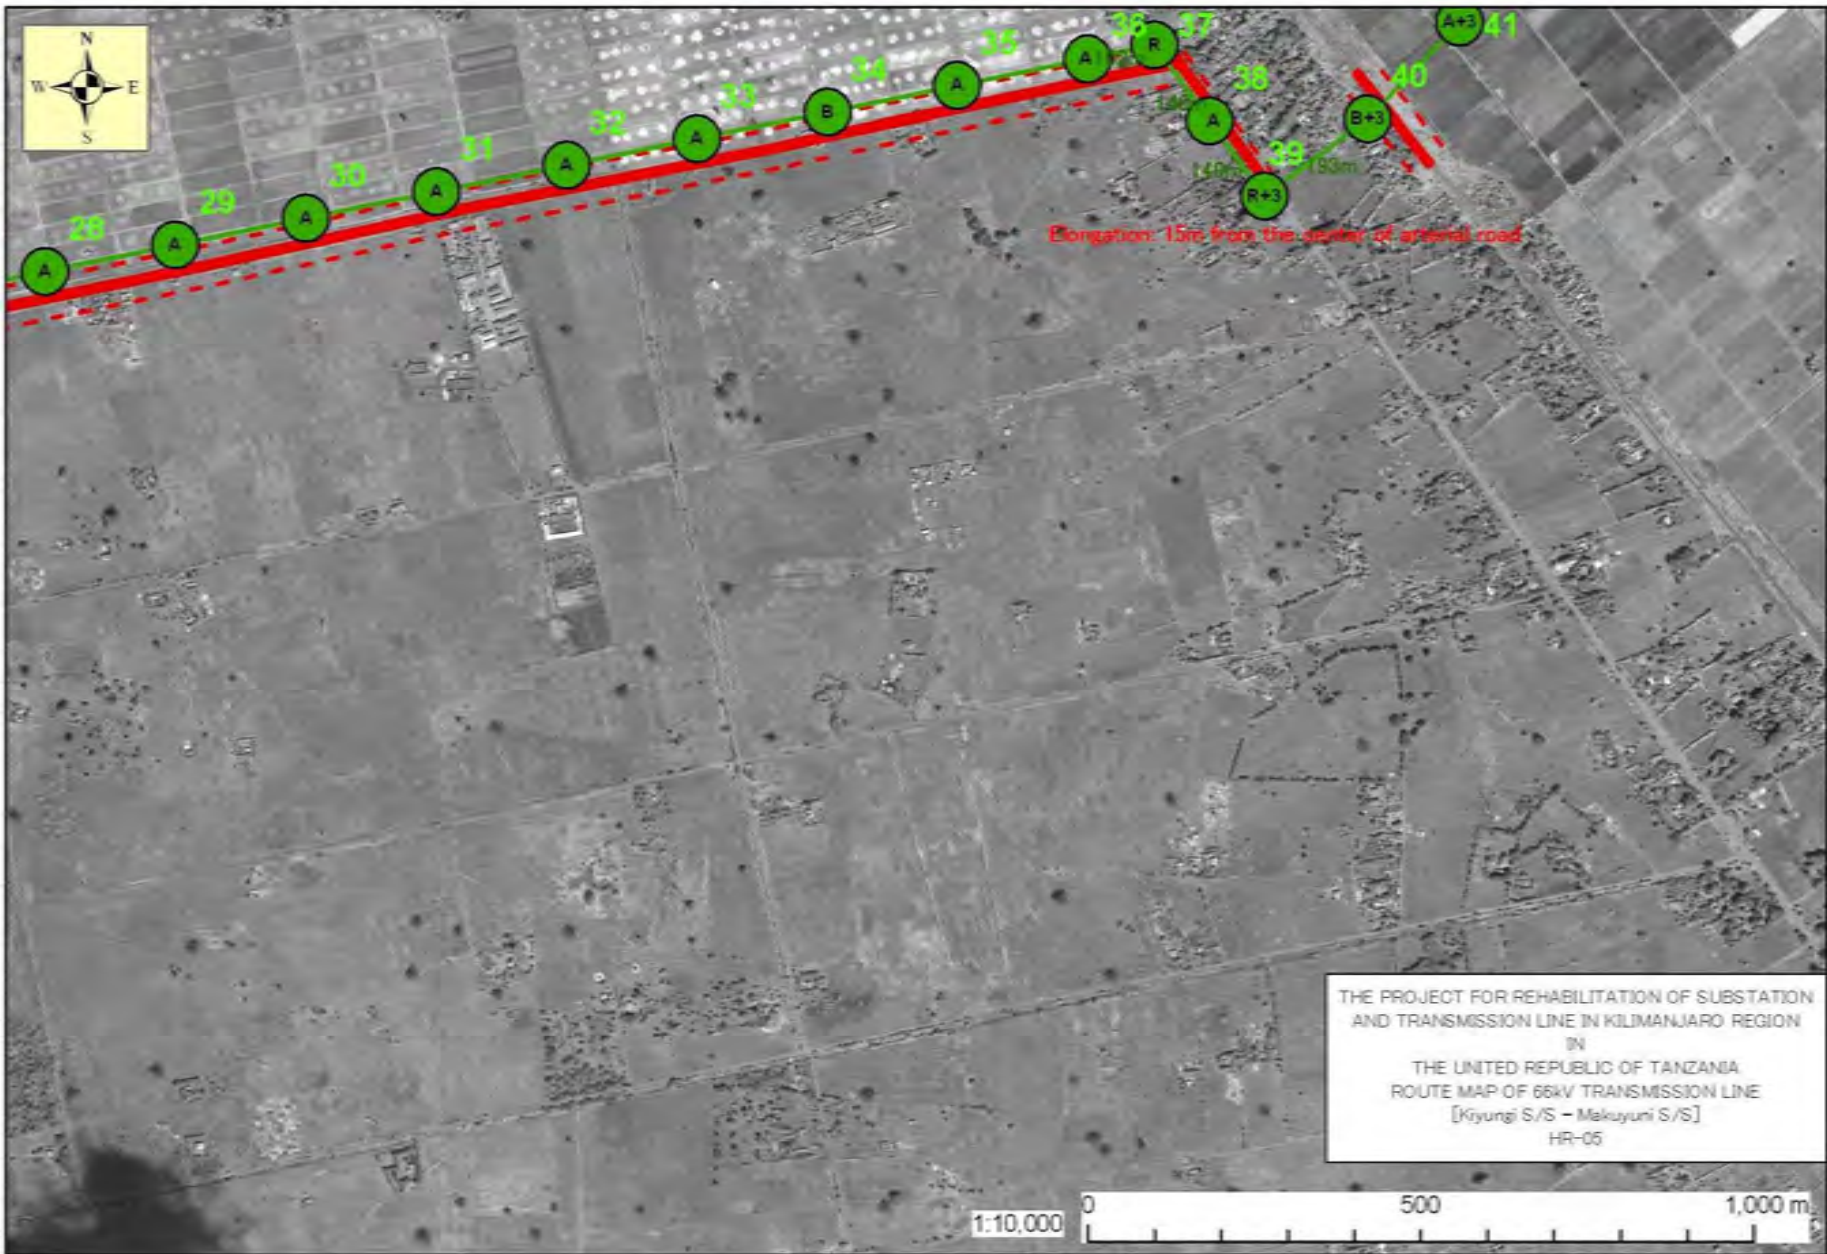 N
W E
S
28
A
29
A
30
A
31
A
32
A
33
A
34
B
35
A
36
A
37
R
38
A
149m
39
R+3
193m
40
B+3
41
A+3
Elongation: 15m from the center of arterial road
THE PROJECT FOR REHABILITATION OF SUBSTATION
AND TRANSMISSION LINE IN KILIMANJARO REGION
IN
THE UNITED REPUBLIC OF TANZANIA
ROUTE MAP OF 66kV TRANSMISSION LINE
[Kiyungi S/S - Makuyuni S/S]
HR-05
1:10,000
0 500 1,000 m